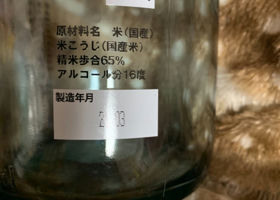 原材料名 米(国産)
米こうじ(国産米)
精米歩合65%
アルコール分16度
製造年月